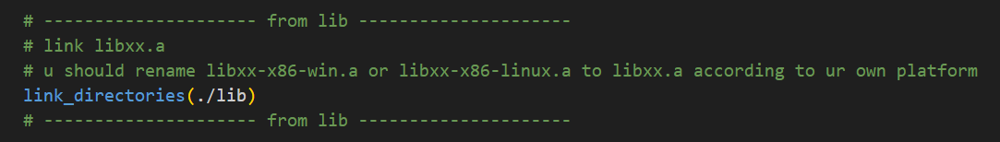 # --------------------- from lib ---------------------
# link libxx.a
# u should rename libxx-x86-win.a or libxx-x86-linux.a to libxx.a according to ur own platform
link_directories(./lib)
# --------------------- from lib ---------------------